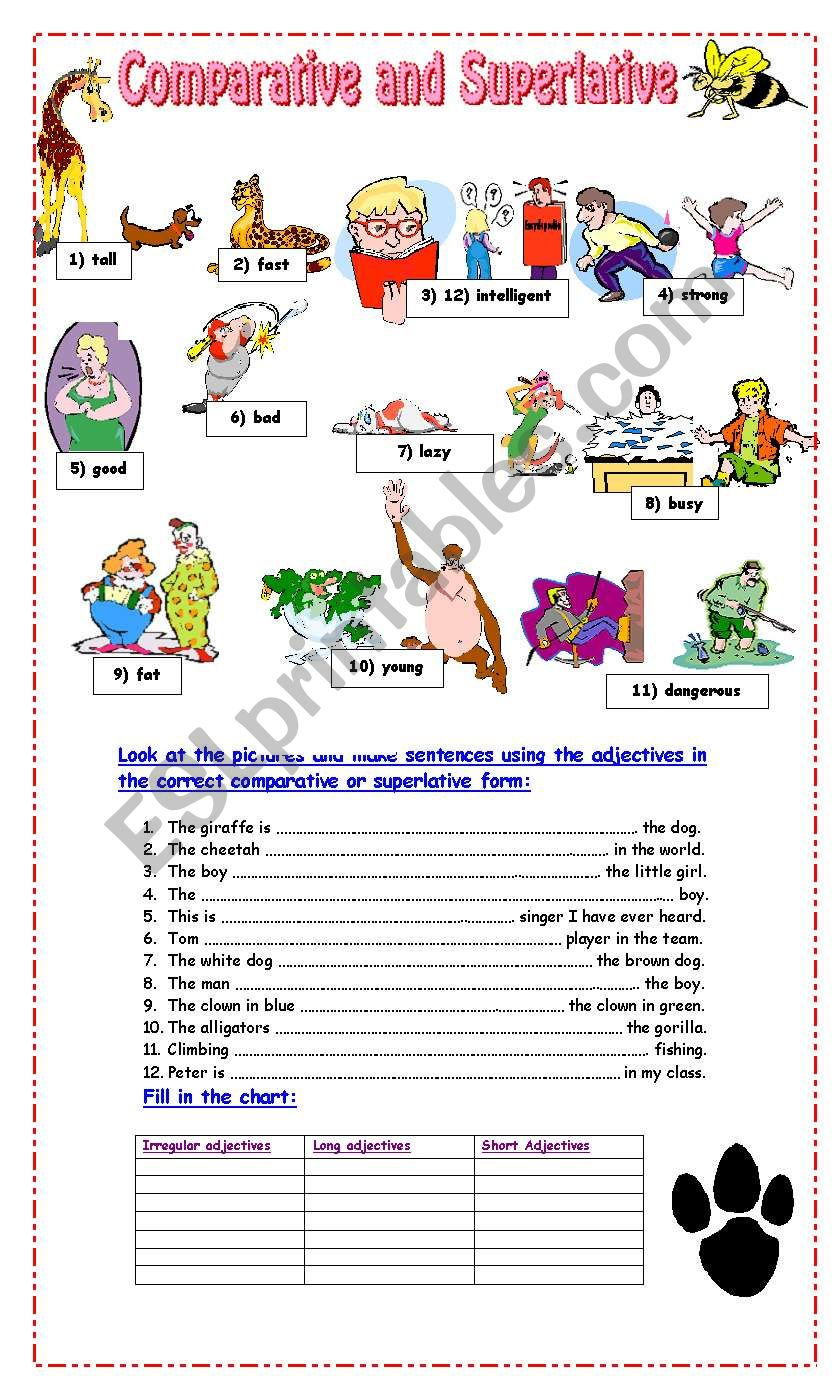 Comparative and Superlative
1) tall
2) fast
3) 12) intelligent
4) strong
Encyclopedia
5) good
6) bad
7) lazy
8) busy
9) fat
10) young
11) dangerous
Look at the pictures and make sentences using the adjectives in
the correct comparative or superlative form:
1. The giraffe is .......................................................... the dog.
2. The cheetah .......................................................... in the world.
3. The boy .......................................................... the little girl.
4. The .......................................................... boy.
5. This is .......................................................... singer I have ever heard.
6. Tom .......................................................... player in the team.
7. The white dog .......................................................... the brown dog.
8. The man .......................................................... the boy.
9. The clown in blue .......................................................... the clown in green.
10. The alligators .......................................................... the gorilla.
11. Climbing .......................................................... fishing.
12. Peter is .......................................................... in my class.
Fill in the chart:
Irregular adjectives Long adjectives Short Adjectives
ESLprintables.com